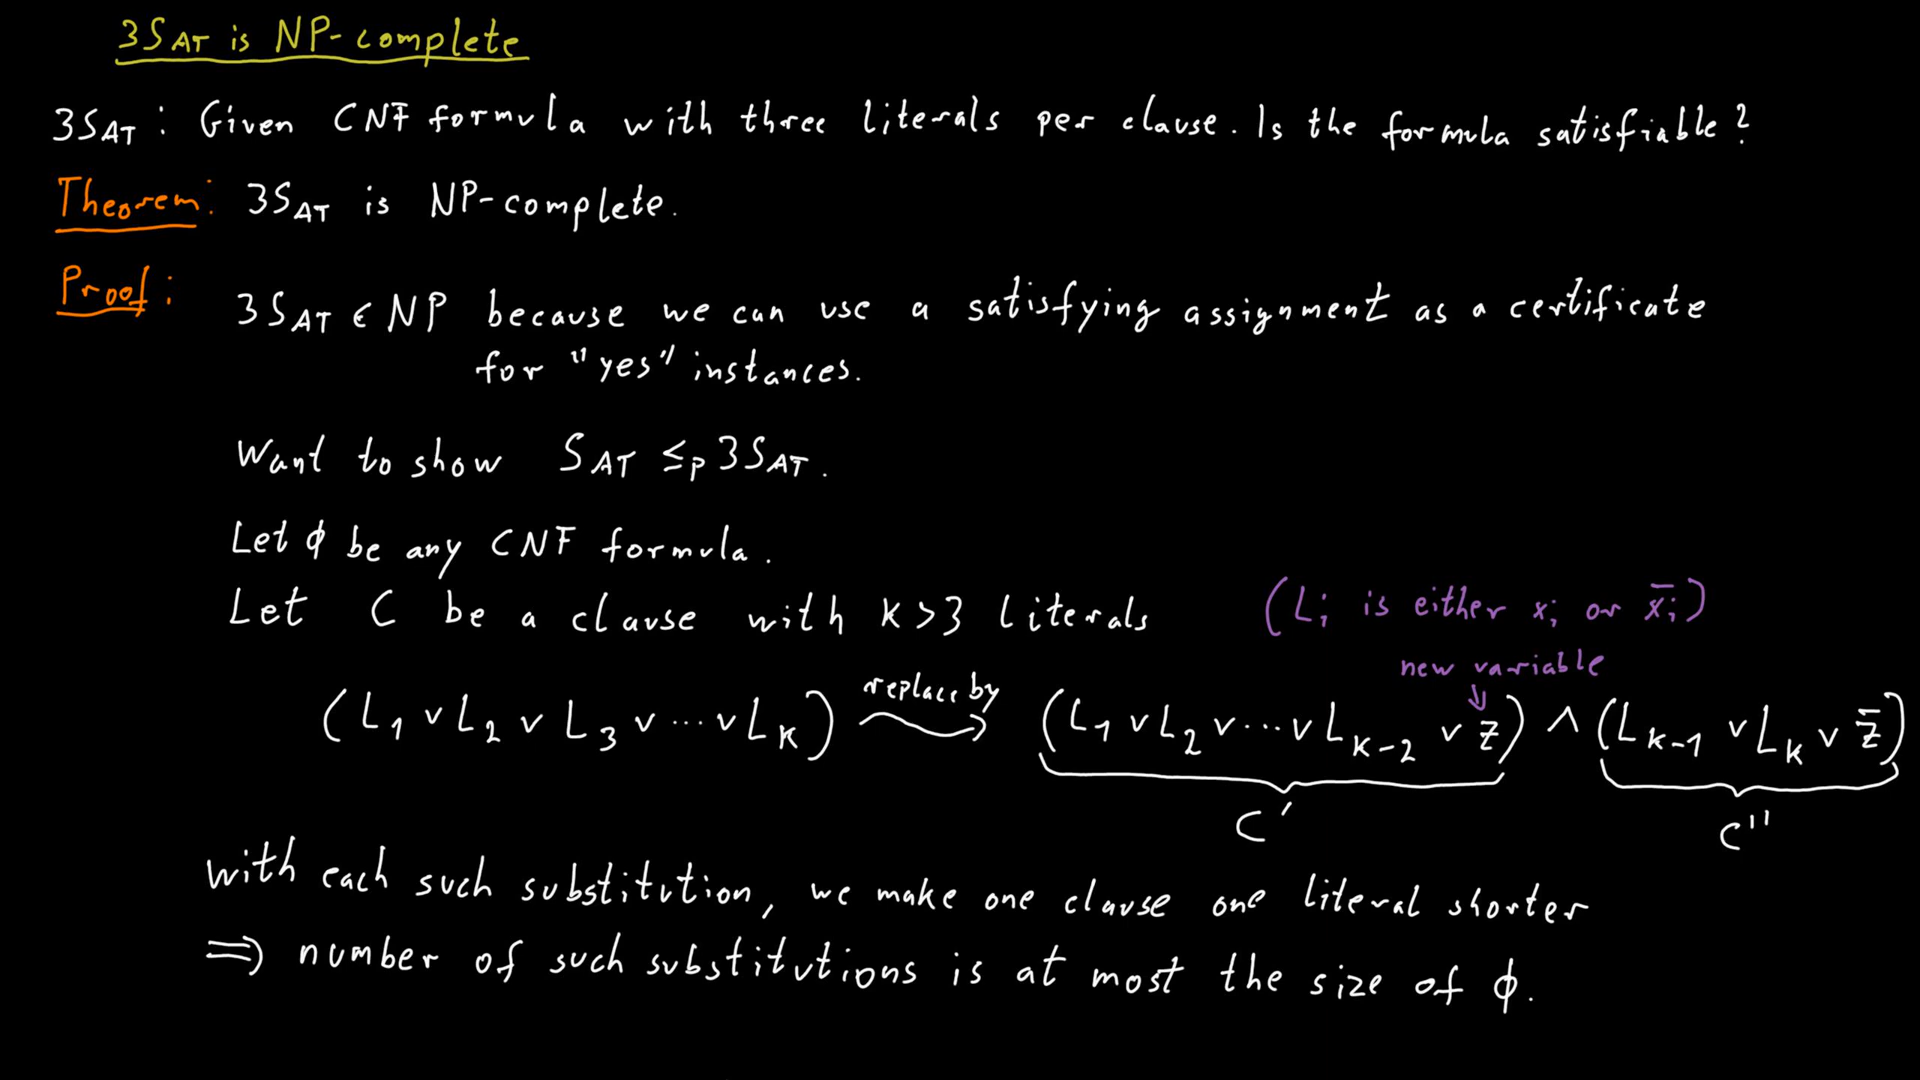 3SAT is NP-complete
3SAT: Given CNF formula with three literals per clause. Is the formula satisfiable?
Theorem: 3SAT is NP-complete.
Proof: 3SAT ∈ NP because we can use a satisfying assignment as a certificate
for "yes" instances.
Want to show SAT ≤p 3SAT.
Let ϕ be any CNF formula.
Let C be a clause with k>3 literals (Li is either xi or x̄i)
new variable
(L1 ∨ L2 ∨ L3 ∨ ... ∨ Lk) replace by (L1 ∨ L2 ∨ ... ∨ Lk-2 ∨ z) ∧ (Lk-1 ∨ Lk ∨ z̄)
C' C''
with each such substitution, we make one clause one literal shorter
⇒ number of such substitutions is at most the size of ϕ.